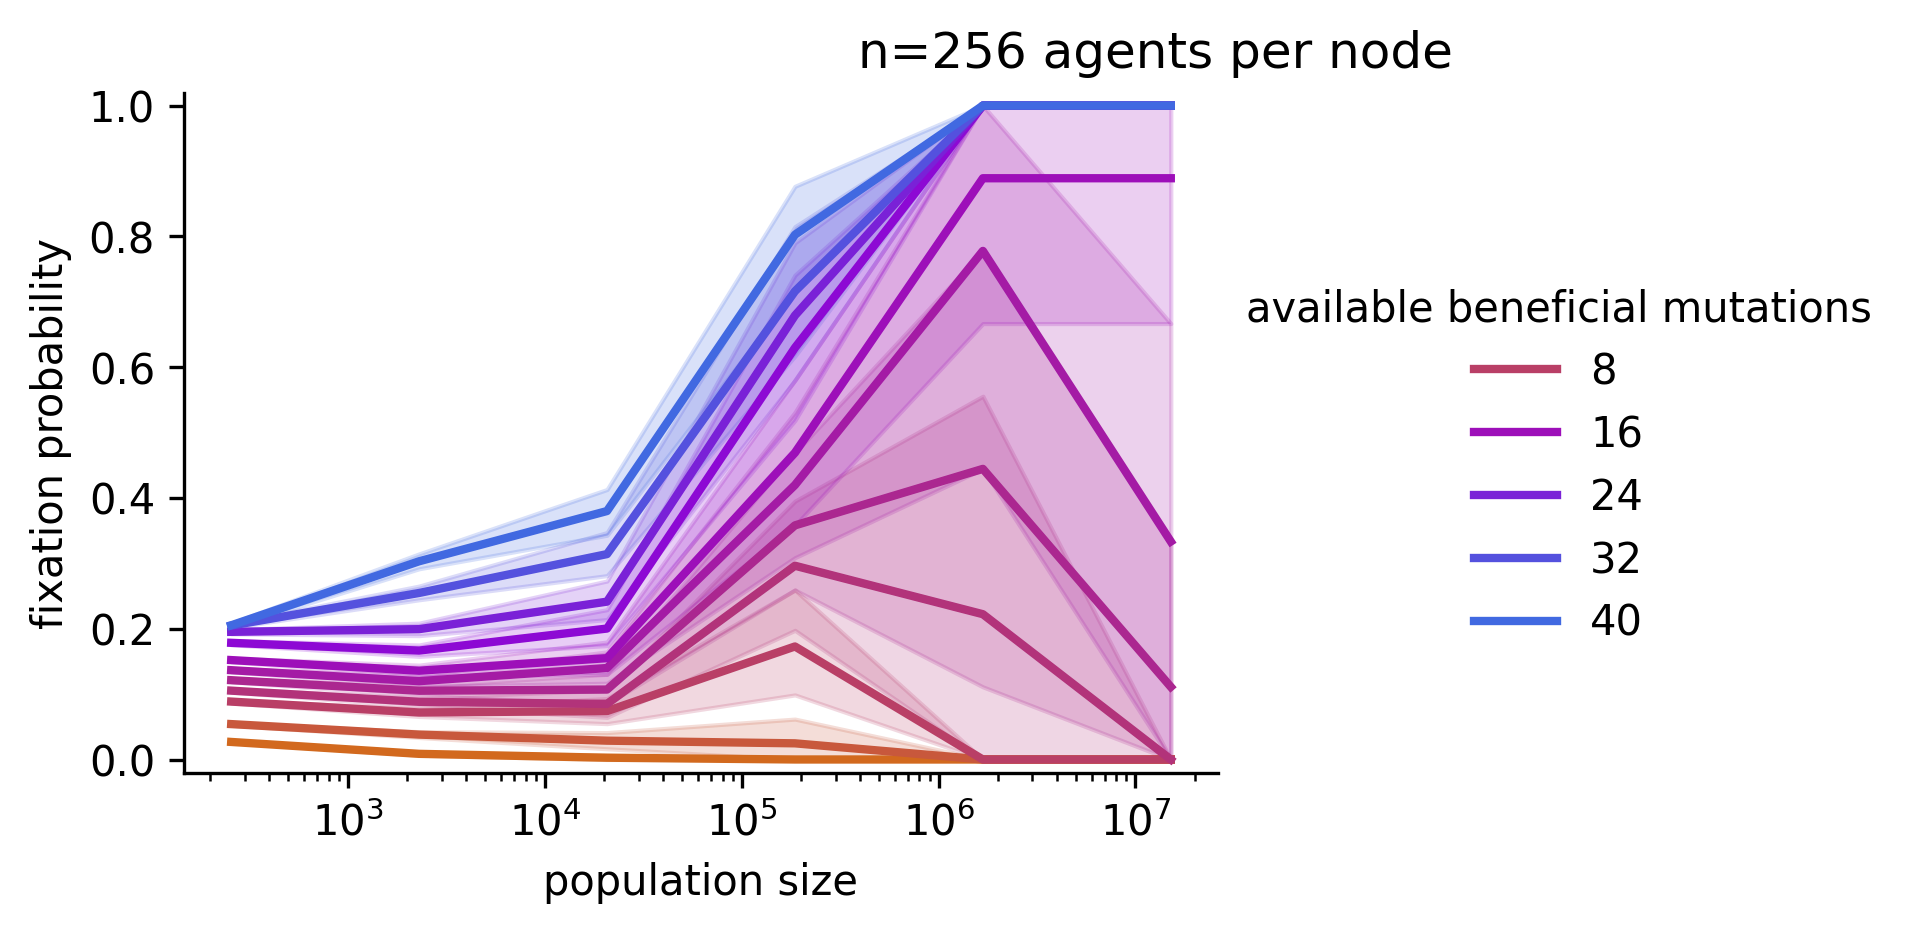 n=256 agents per node
fixation probability
1.0
0.8
0.6
0.4
0.2
0.0
10³ 10⁴ 10⁵ 10⁶ 10⁷
population size
available beneficial mutations
8
16
24
32
40